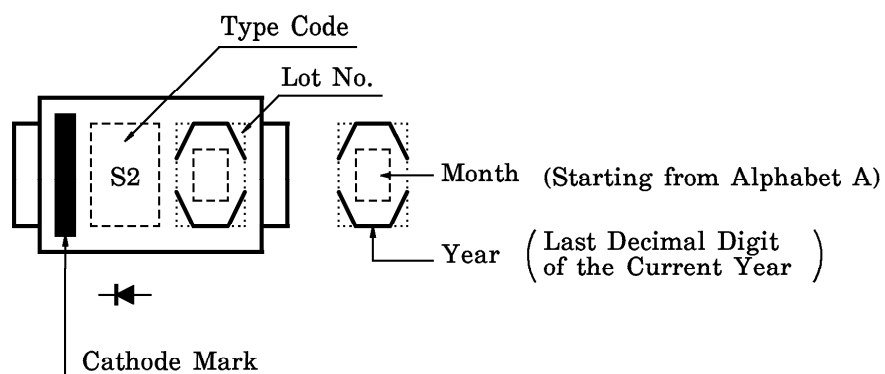 Type Code
Lot No.
S2
Month (Starting from Alphabet A)
Year (Last Decimal Digit
of the Current Year)
Cathode Mark